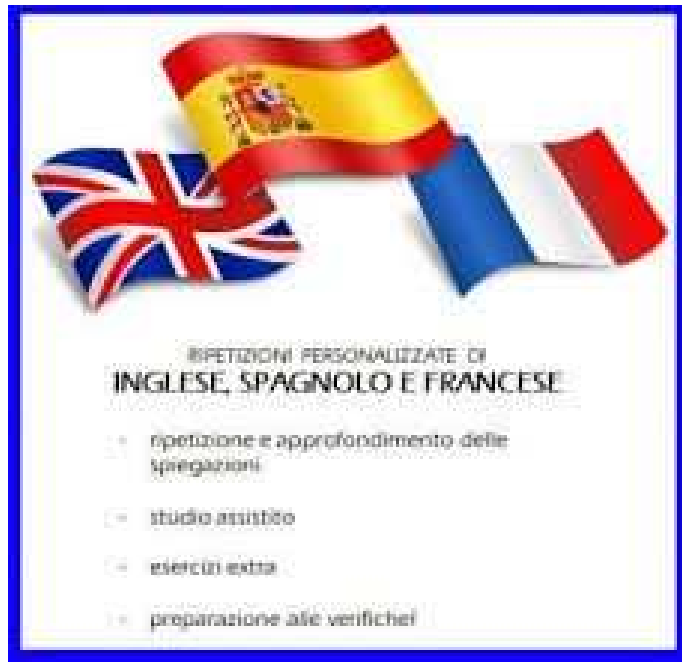 RIPETIZIONI PERSONALIZZATE DI
INGLESE, SPAGNOLO E FRANCESE
- ripetizione e approfondimento delle
spiegazioni
- studio assistito
- esercizi extra
- preparazione alle verifiche!